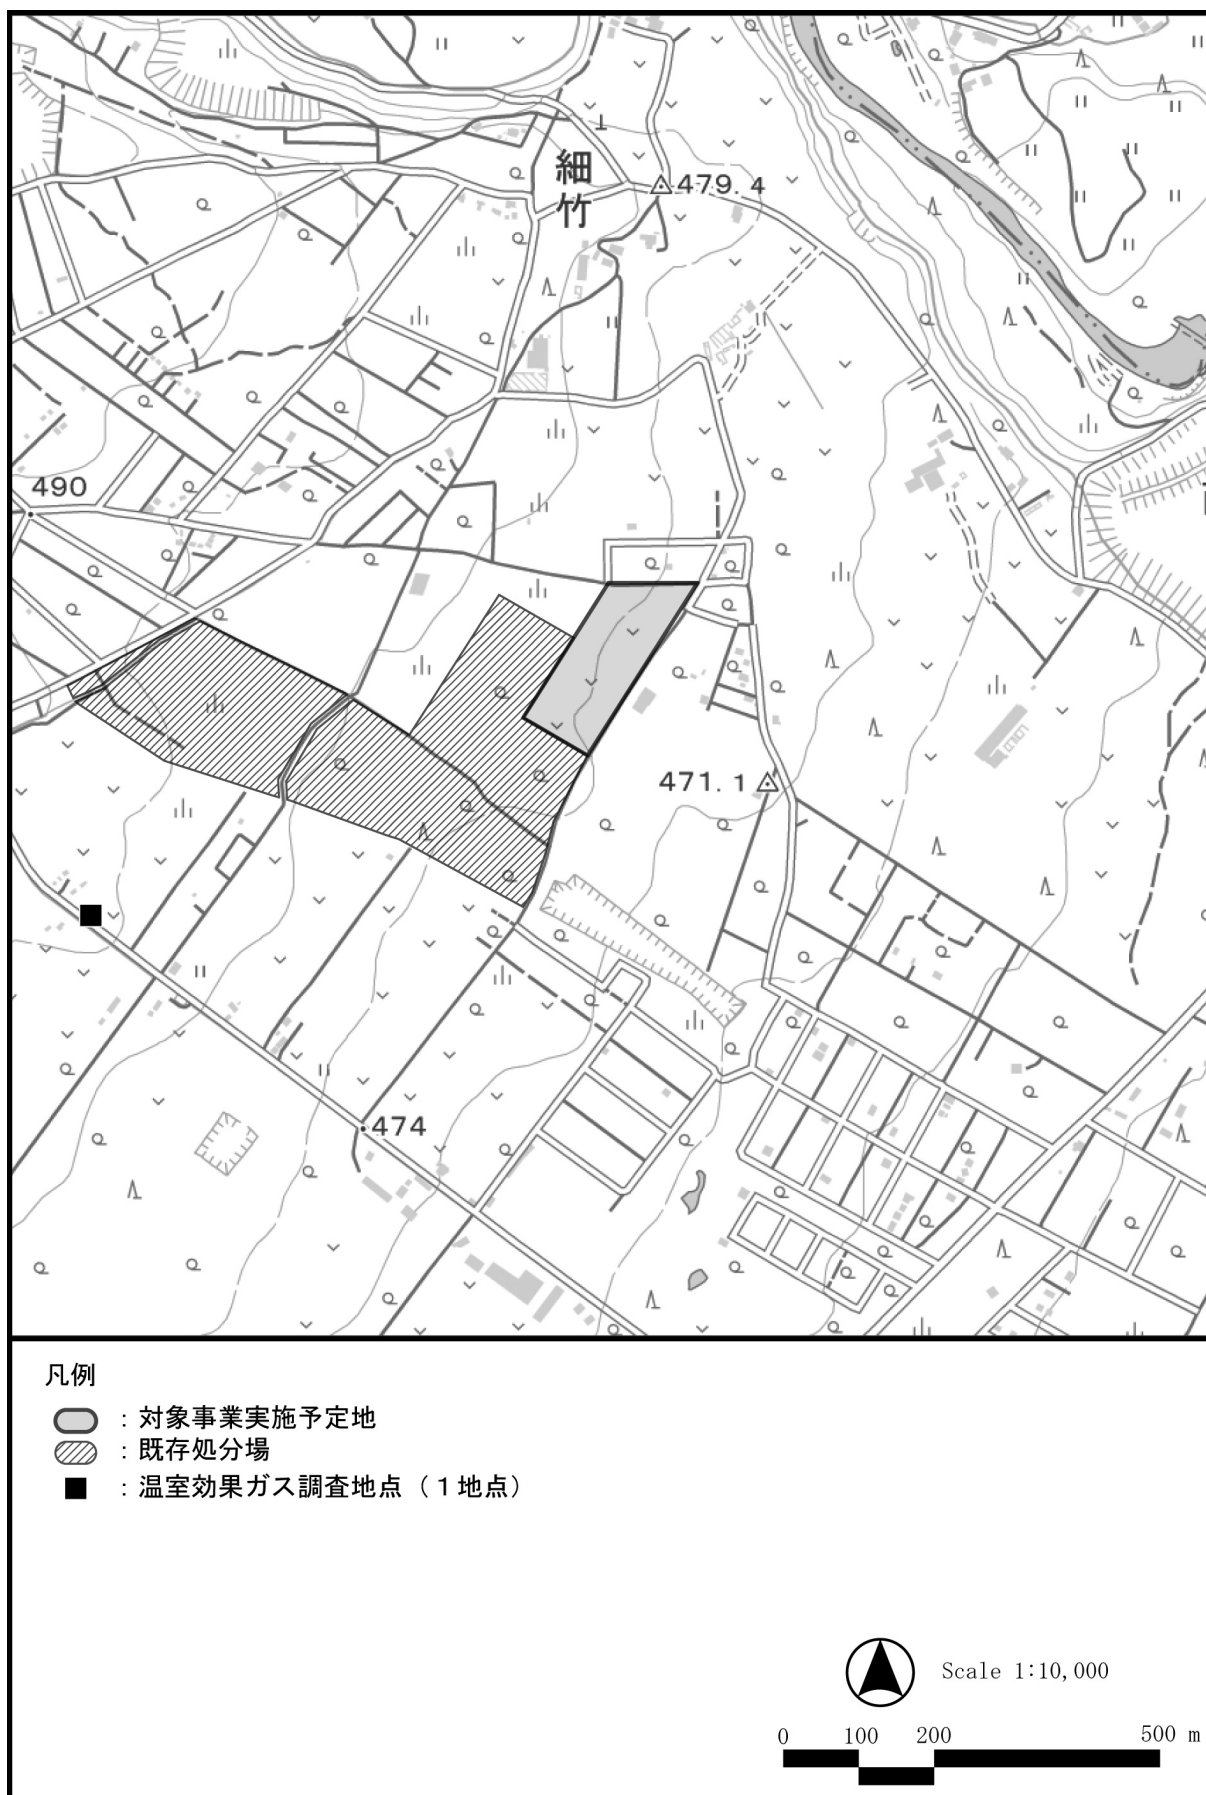 細竹
479.4
490
471.1
474
凡例
：対象事業実施予定地
：既存処分場
：温室効果ガス調査地点（１地点）
Scale 1:10,000
0 100 200 500 m